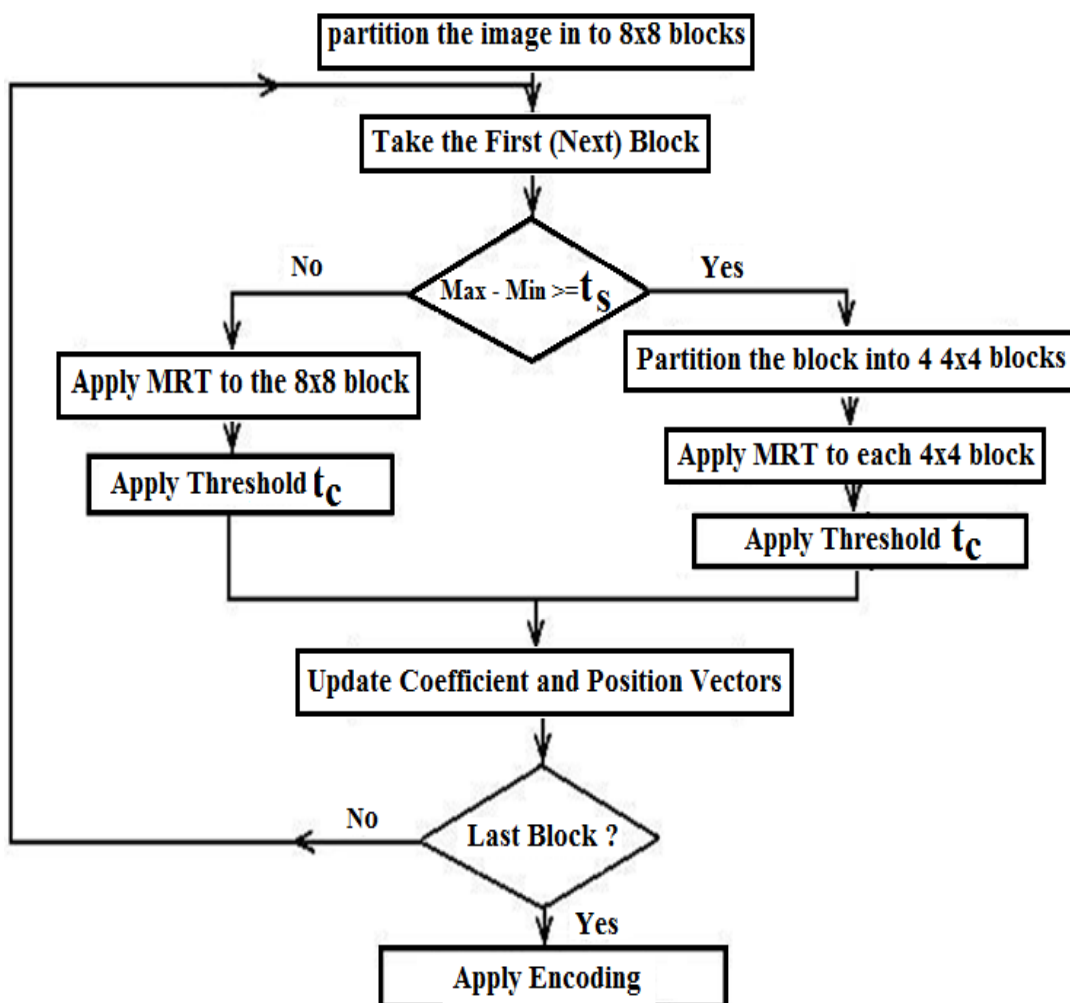 partition the image in to 8x8 blocks
Take the First (Next) Block
No
Yes
Max - Min >=ts
Partition the block into 4 4x4 blocks
Apply MRT to the 8x8 block
Apply MRT to each 4x4 block
Apply Threshold tc
Apply Threshold tc
Update Coefficient and Position Vectors
No
Last Block ?
Yes
Apply Encoding